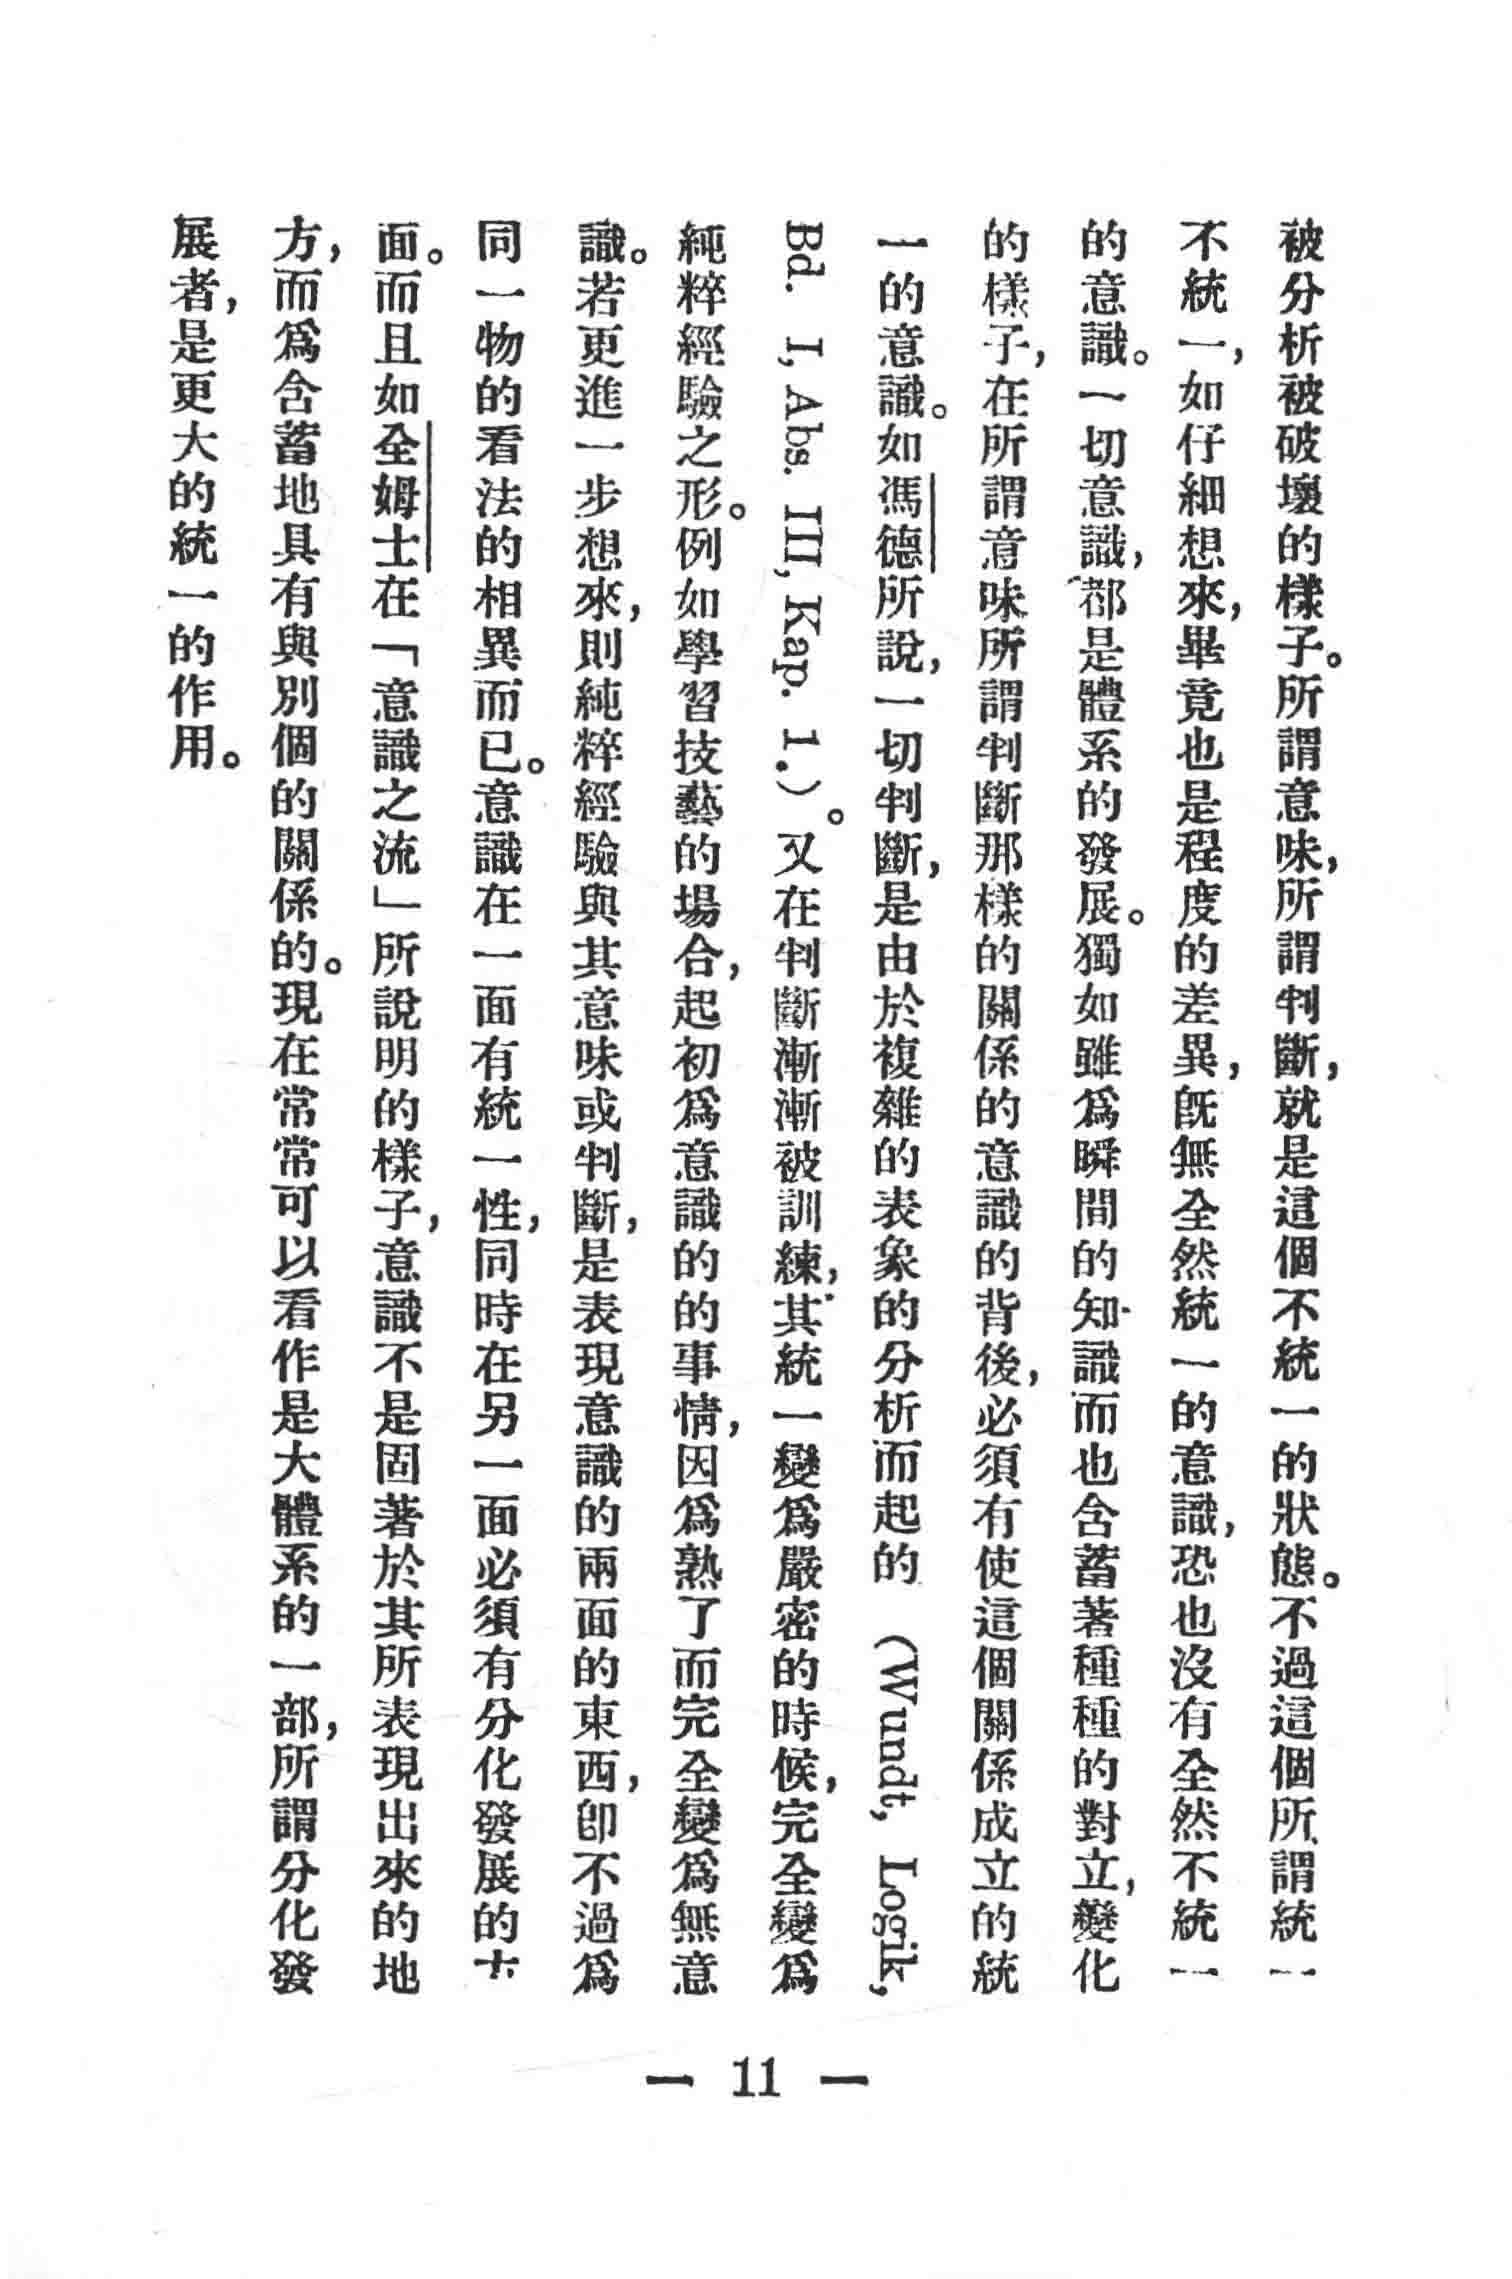 被分析被破壞的樣子。所謂意味，所謂判斷，就是這個不統一的狀態。不過這個所謂統一
不統一，如仔細想來，畢竟也是程度的差異，旣無全然統一的意識，恐也沒有全然不統一
的意識。一切意識，都是體系的發展。獨如雖爲瞬間的知識而也含蓄著種種的對立，變化
的樣子，在所謂意味所謂判斷那樣的關係的意識的背後，必須有使這個關係成立的統
一的意識。如馮德所說，一切判斷，是由於複雜的表象的分析而起的（Wundt, Logik,
Bd. I, Abs. III, Kap. 1.）。又在判斷漸漸被訓練，其統一變爲嚴密的時候，完全變爲
純粹經驗之形。例如學習技藝的場合，起初爲意識的的事情，因爲熟了而完全變爲無意
識。若更進一步想來，則純粹經驗與其意味或判斷，是表現意識的兩面的東西，卽不過爲
同一物的看法的相異而已。意識在一面有統一性，同時在另一面必須有分化發展的方
面。而且如全姆士在「意識之流」所說明的樣子，意識不是固著於其所表現出來的地
方，而爲含蓄地具有與別個的關係的。現在常常可以看作是大體系的一部，所謂分化發
展者，是更大的統一的作用。
— 11 —